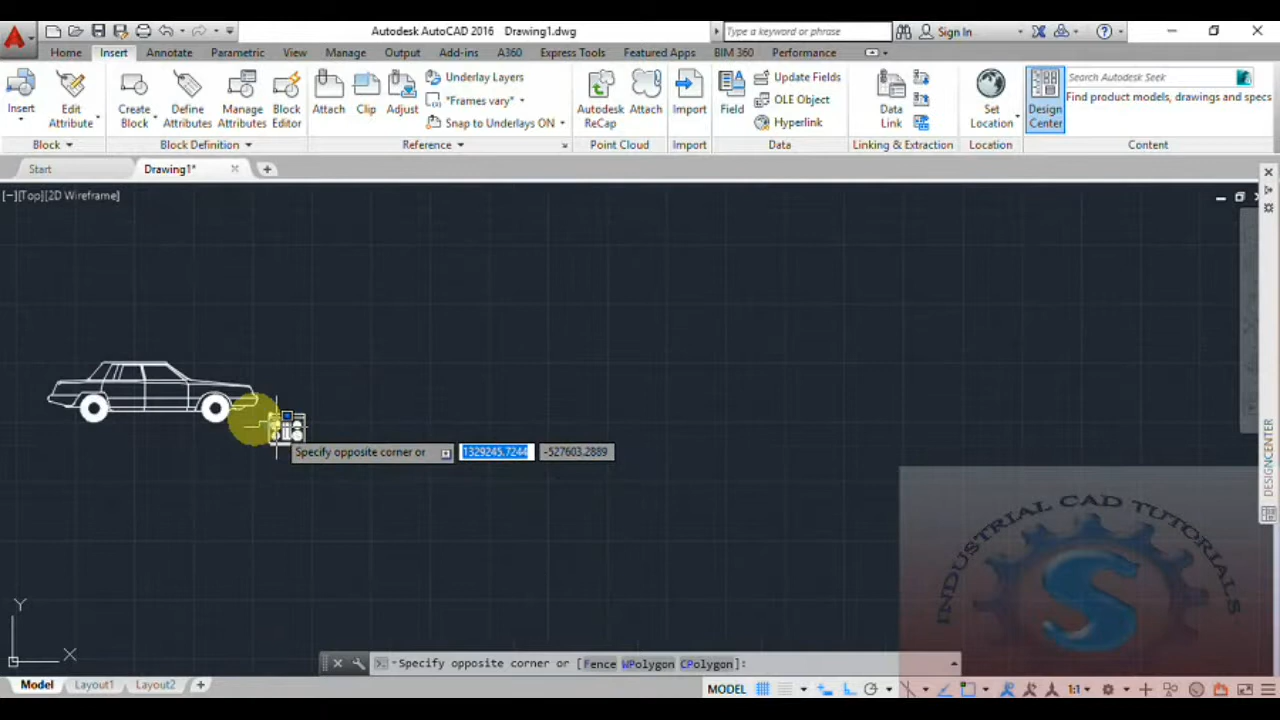 Autodesk AutoCAD 2016 Drawing1.dwg
Type a keyword or phrase
Sign In
Home Insert Annotate Parametric View Manage Output Add-ins A360 Express Tools Featured Apps BIM 360 Performance
Insert
Edit Attribute
Create Block
Define Attributes
Manage Attributes
Block Editor
Attach
Clip
Adjust
Underlay Layers
*Frames vary*
Snap to Underlays ON
Autodesk ReCap
Attach
Import
Field
Update Fields
OLE Object
Hyperlink
Data Link
Set Location
Design Center
Search Autodesk Seek
Find product models, drawings and specs
Block Block Definition Reference Point Cloud Import Data Linking & Extraction Location Content
Start Drawing1*
[−][Top][2D Wireframe]
Specify opposite corner or 1329245.7244 -527603.2889
DESIGNCENTER
INDUSTRIAL CAD TUTORIALS
S
Y
X
Specify opposite corner or [Fence WPolygon CPolygon]:
Model Layout1 Layout2
MODEL 1:1